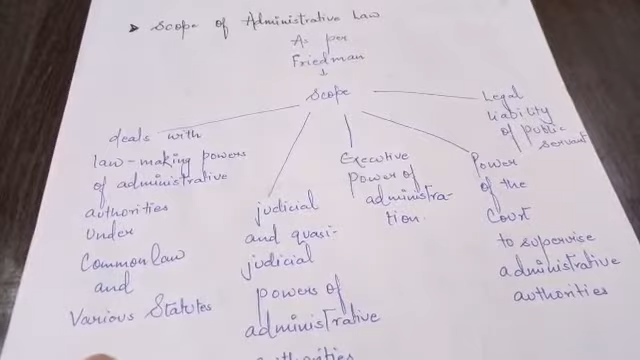 ➤ Scope of Administrative Law
As per
Friedman
↓
Scope
deals with
law-making powers
of administrative
authorities
under
Common law
and
Various Statutes
judicial
and quasi-
judicial
powers of
administrative
authorities
Executive
power of
administra-
tion.
Power
of the
Court
to supervise
administrative
authorities
Legal
liability
of public
servant